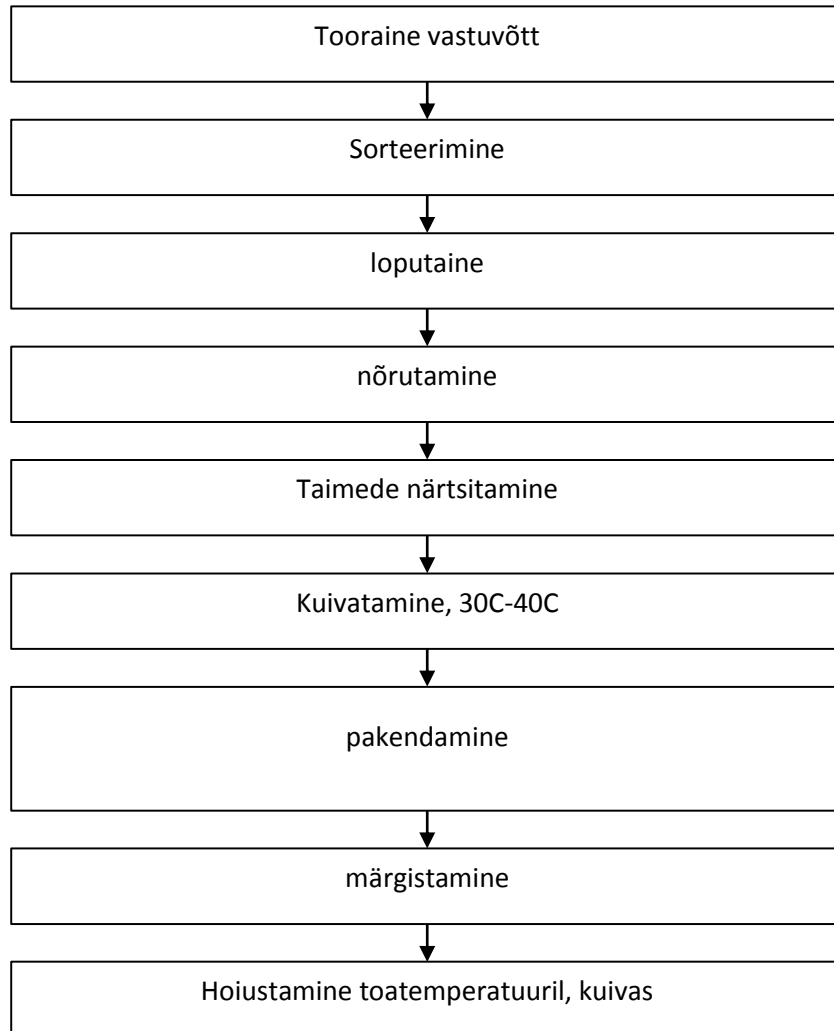 Tooraine vastuvõtt
Sorteerimine
loputaine
nõrutamine
Taimede närtsitamine
Kuivatamine, 30C-40C
pakendamine
märgistamine
Hoiustamine toatemperatuuril, kuivas